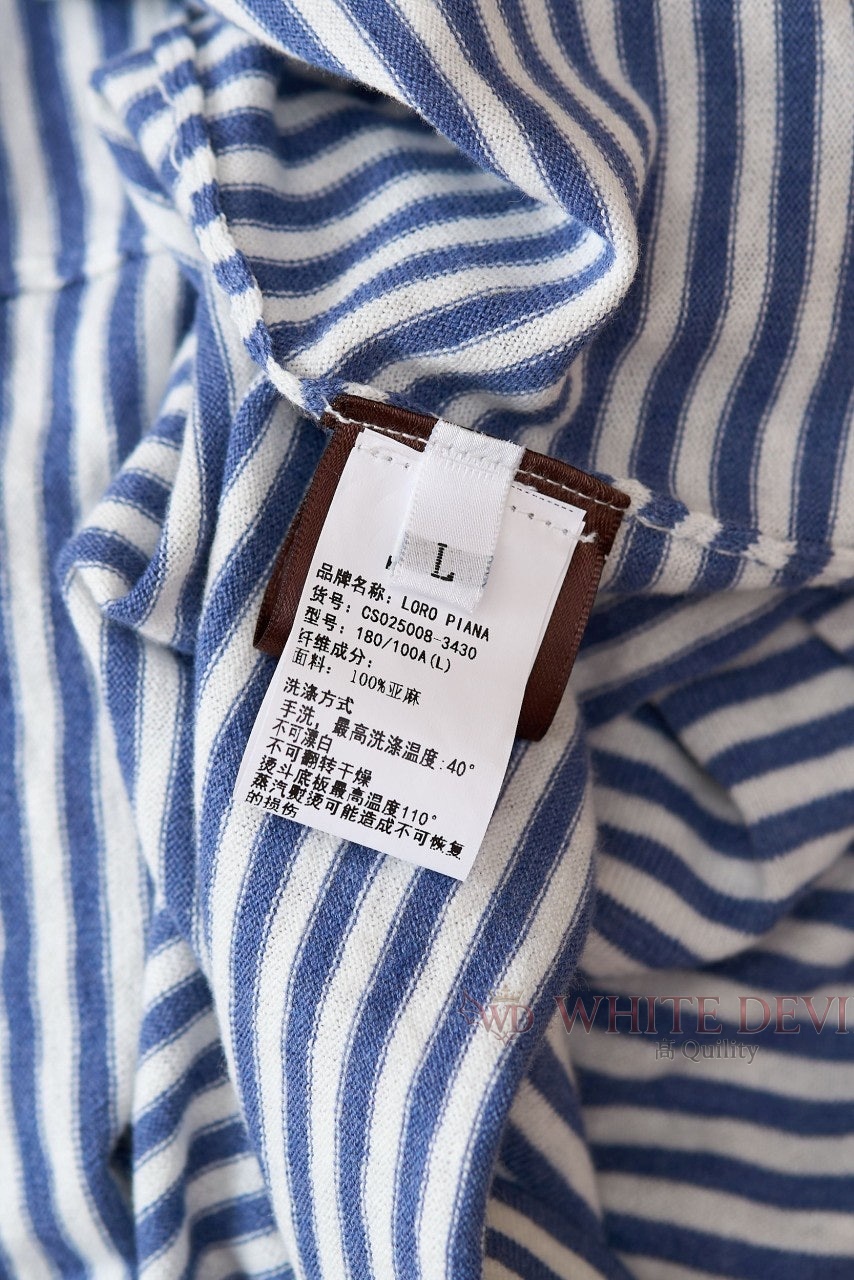 L
品牌名称: LORO PIANA
货号: CS025008-3430
型号: 180/100A(L)
纤维成分:
面料: 100%亚麻
洗涤方式
手洗, 最高洗涤温度:40°
不可漂白
不可翻转干燥
烫斗底板最高温度110°
蒸汽熨烫可能造成不可恢复
的损伤
WD WHITE DEVI
高 Quility